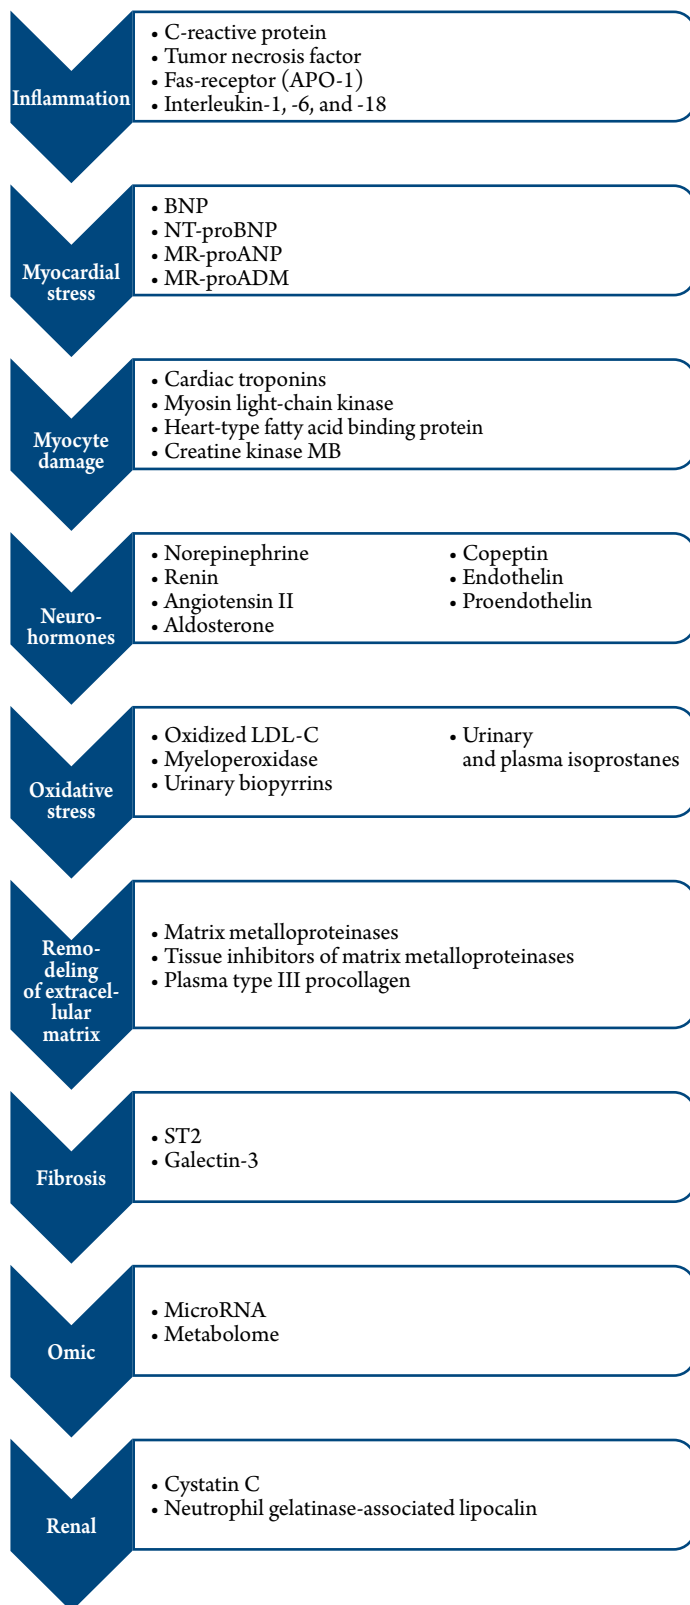 Inflammation
• C-reactive protein
• Tumor necrosis factor
• Fas-receptor (APO-1)
• Interleukin-1, -6, and -18
Myocardial
stress
• BNP
• NT-proBNP
• MR-proANP
• MR-proADM
Myocyte
damage
• Cardiac troponins
• Myosin light-chain kinase
• Heart-type fatty acid binding protein
• Creatine kinase MB
Neuro-
hormones
• Norepinephrine
• Renin
• Angiotensin II
• Aldosterone
• Copeptin
• Endothelin
• Proendothelin
Oxidative
stress
• Oxidized LDL-C
• Myeloperoxidase
• Urinary biopyrrins
• Urinary
and plasma isoprostanes
Remo-
deling
of extracel-
lular
matrix
• Matrix metalloproteinases
• Tissue inhibitors of matrix metalloproteinases
• Plasma type III procollagen
Fibrosis
• ST2
• Galectin-3
Omic
• MicroRNA
• Metabolome
Renal
• Cystatin C
• Neutrophil gelatinase-associated lipocalin